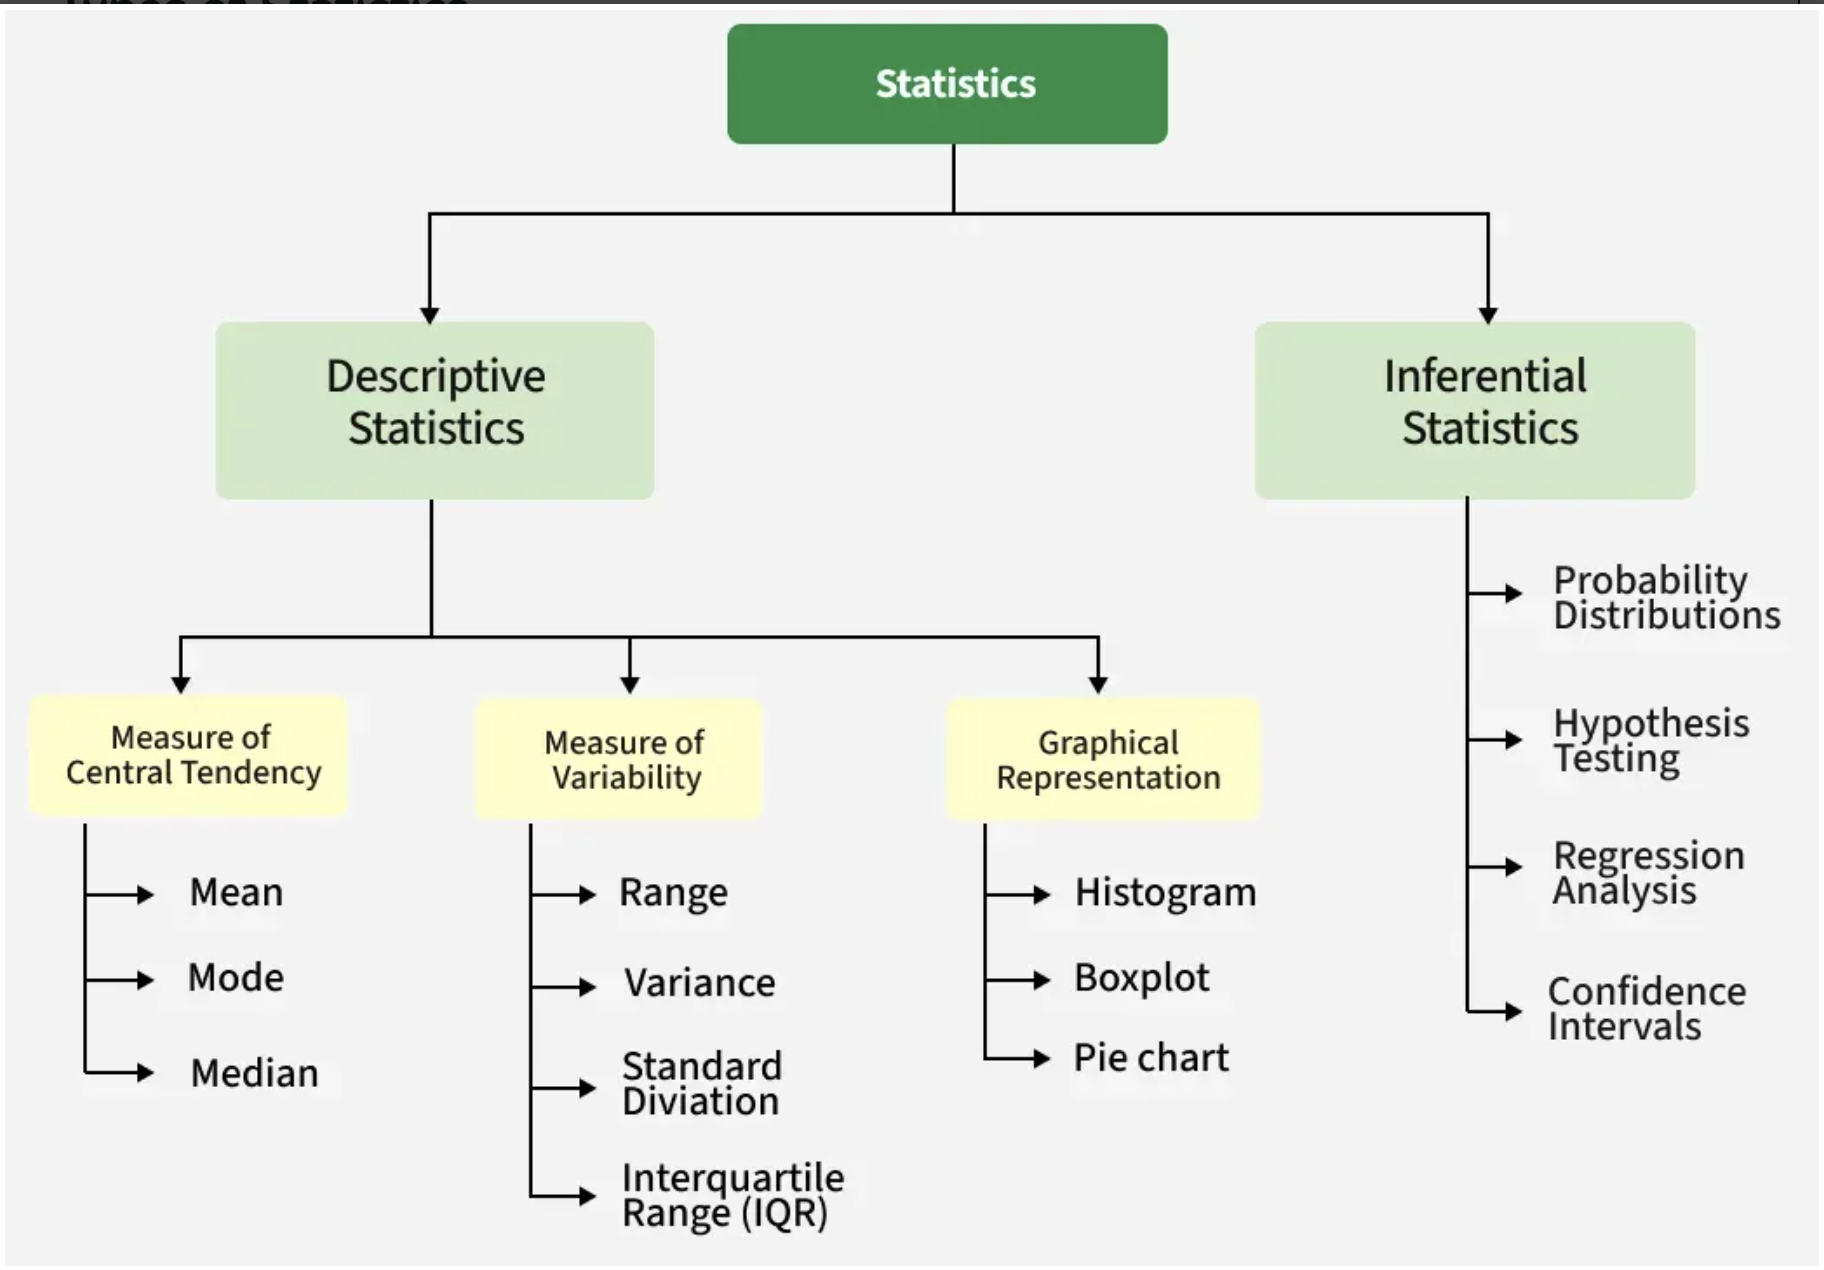 Statistics
Descriptive
Statistics
Inferential
Statistics
Measure of
Central Tendency
Mean
Mode
Median
Measure of
Variability
Range
Variance
Standard
Diviation
Interquartile
Range (IQR)
Graphical
Representation
Histogram
Boxplot
Pie chart
Probability
Distributions
Hypothesis
Testing
Regression
Analysis
Confidence
Intervals